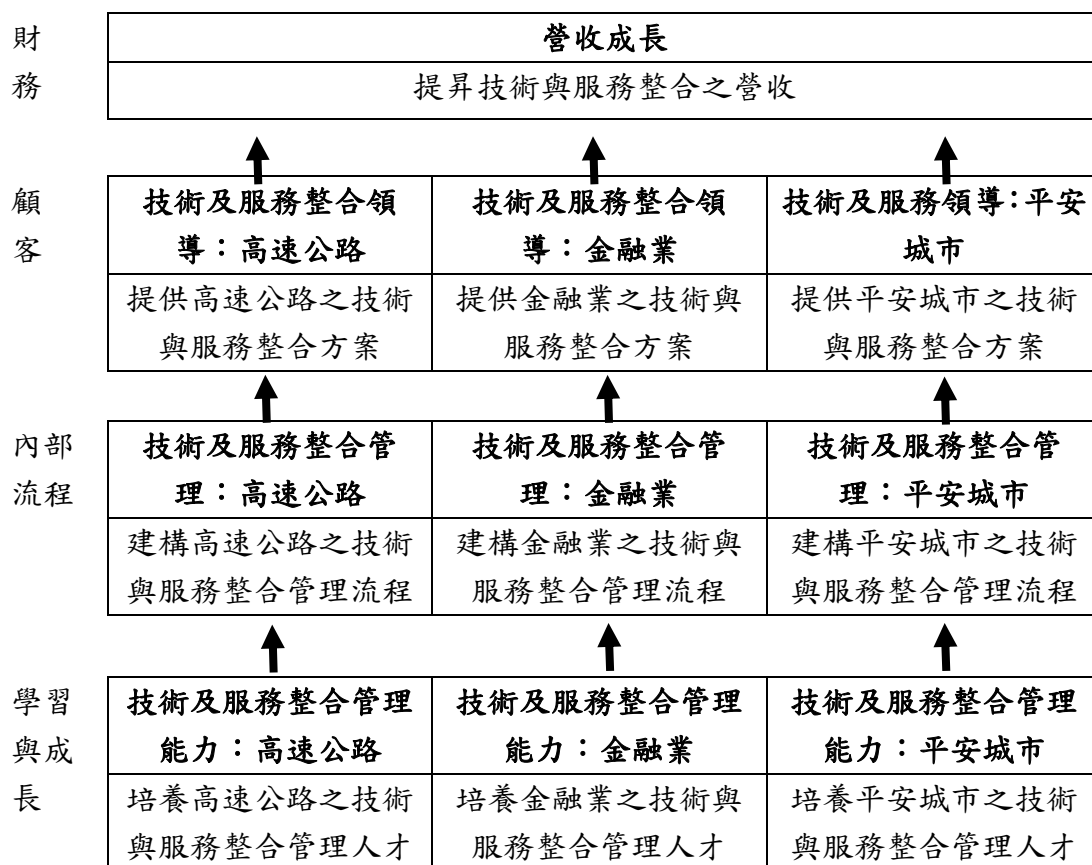 財
務
營收成長
提昇技術與服務整合之營收
顧
客
技術及服務整合領
導：高速公路
技術及服務整合領
導：金融業
技術及服務領導：平安
城市
提供高速公路之技術
與服務整合方案
提供金融業之技術與
服務整合方案
提供平安城市之技術
與服務整合方案
內部
流程
技術及服務整合管
理：高速公路
技術及服務整合管
理：金融業
技術及服務整合管
理：平安城市
建構高速公路之技術
與服務整合管理流程
建構金融業之技術與
服務整合管理流程
建構平安城市之技術
與服務整合管理流程
學習
與成
長
技術及服務整合管理
能力：高速公路
技術及服務整合管理
能力：金融業
技術及服務整合管理
能力：平安城市
培養高速公路之技術
與服務整合管理人才
培養金融業之技術與
服務整合管理人才
培養平安城市之技術
與服務整合管理人才